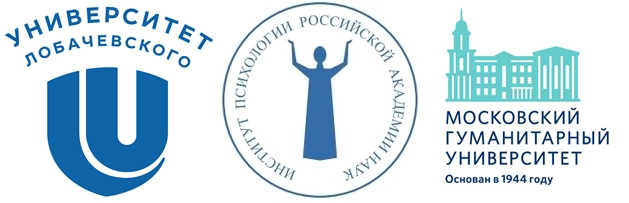 УНИВЕРСИТЕТ
ЛОБАЧЕВСКОГО
ИНСТИТУТ ПСИХОЛОГИИ РОССИЙСКОЙ АКАДЕМИИ НАУК
МОСКОВСКИЙ
ГУМАНИТАРНЫЙ
УНИВЕРСИТЕТ
Основан в 1944 году